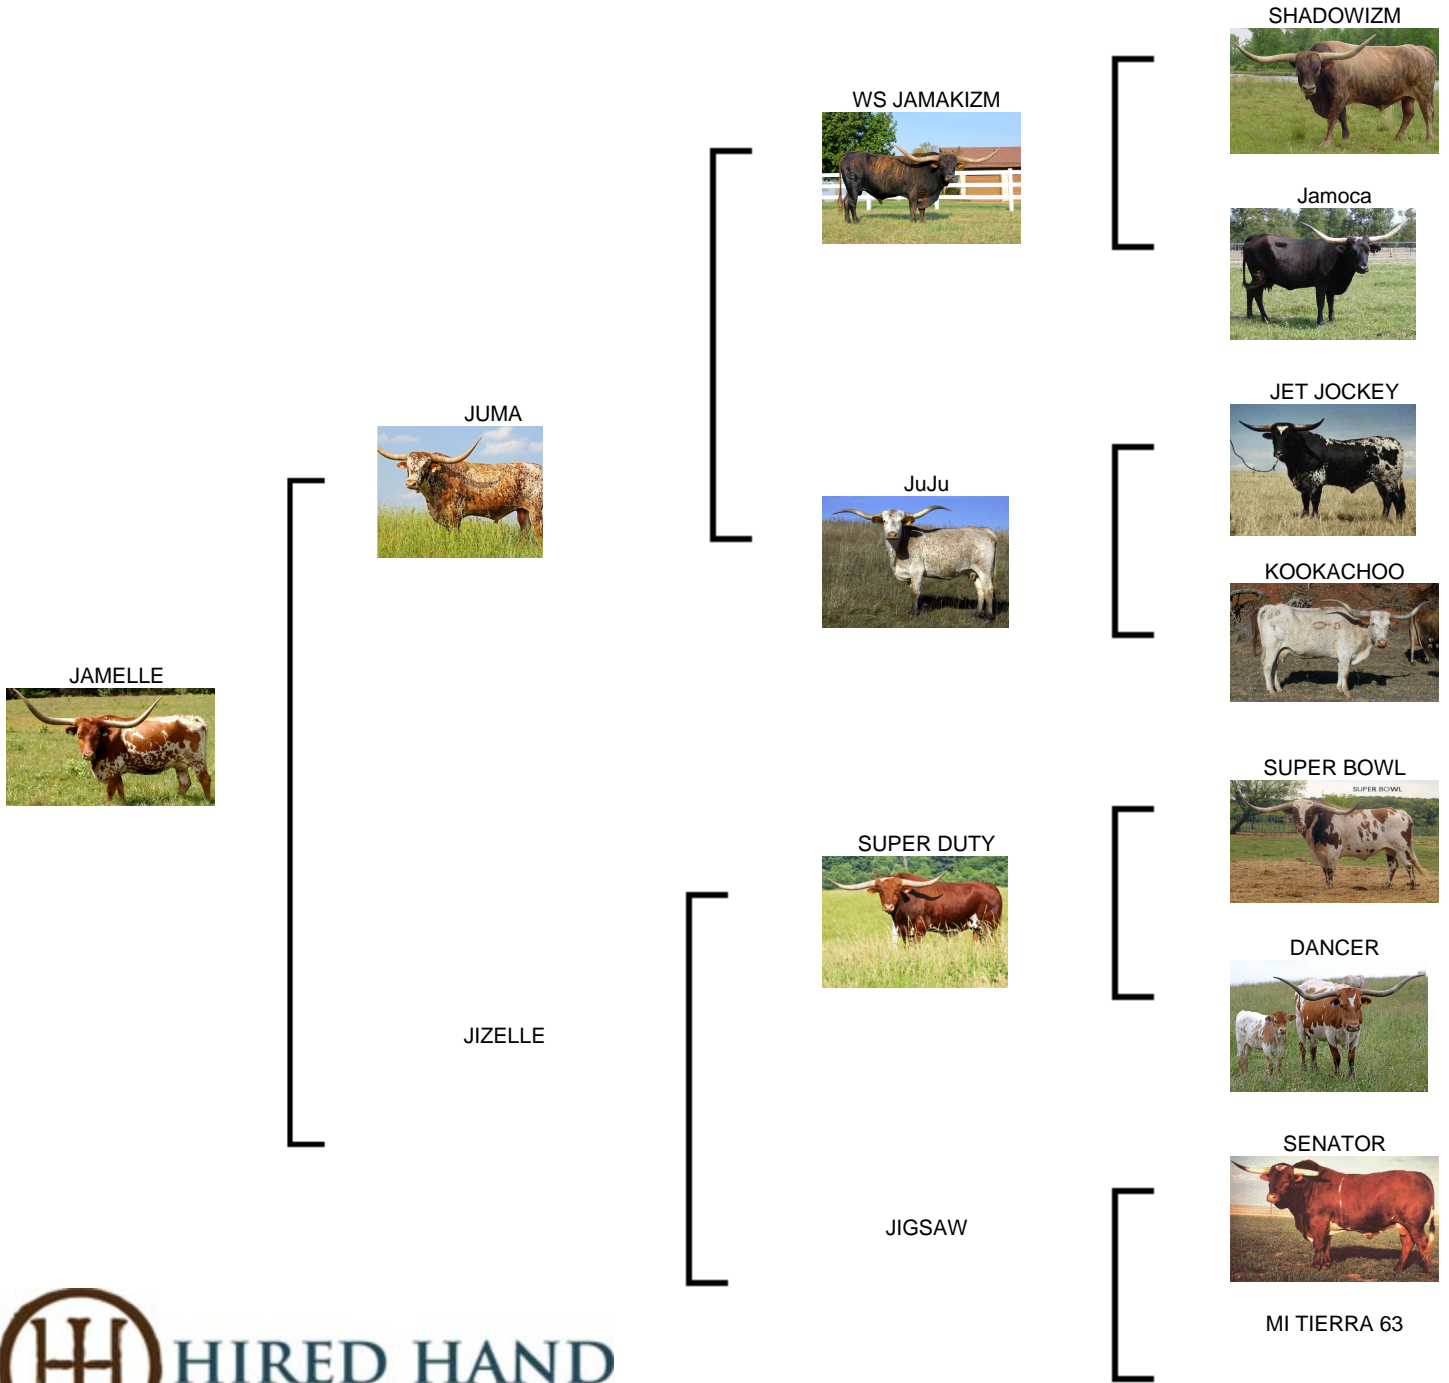 SHADOWIZM
WS JAMAKIZM
Jamoca
JET JOCKEY
JUMA
JuJu
KOOKACHOO
JAMELLE
SUPER BOWL
SUPER BOWL
SUPER DUTY
DANCER
JIZELLE
SENATOR
JIGSAW
MI TIERRA 63
HIRED HAND